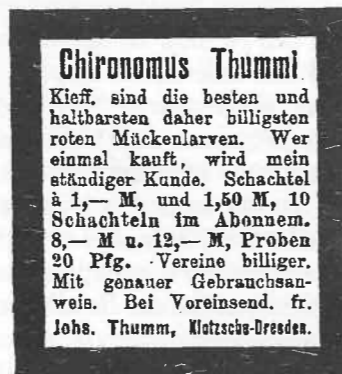 Chironomus Thummi
Kieff. sind die besten und
haltbarsten daher billigsten
roten Mückenlarven. Wer
einmal kauft, wird mein
ständiger Kunde. Schachtel
à 1,— M, und 1,50 M, 10
Schachteln im Abonnem.
8,— M u. 12,— M, Proben
20 Pfg. Vereine billiger.
Mit genauer Gebrauchsan-
weis. Bei Voreinsend. fr.
Johs. Thumm, Klotzsche-Dresden.